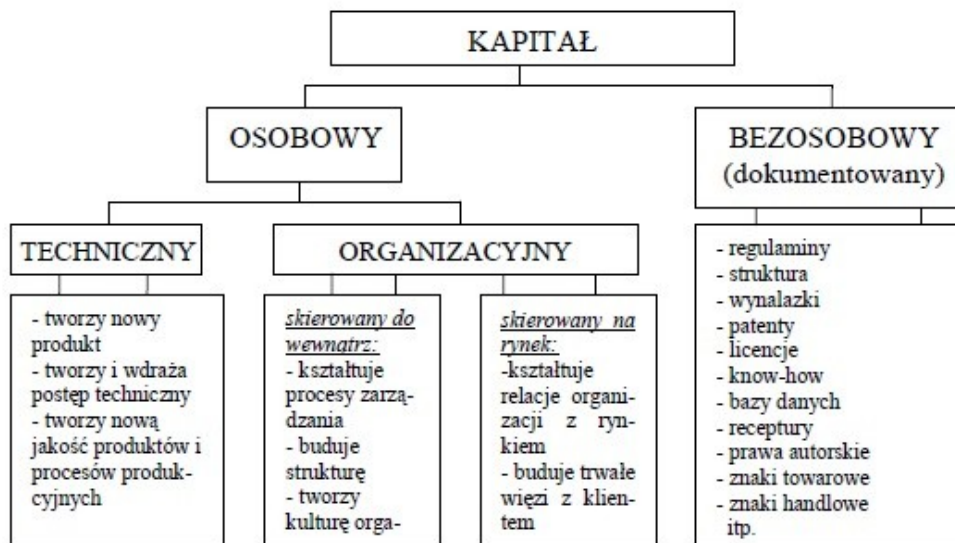 KAPITAŁ
OSOBOWY
BEZOSOBOWY
(dokumentowany)
TECHNICZNY
ORGANIZACYJNY
- tworzy nowy
produkt
- tworzy i wdraża
postęp techniczny
- tworzy nową
jakość produktów i
procesów produk-
cyjnych
skierowany do
wewnątrz:
- kształtuje
procesy zarzą-
dzania
- buduje
strukturę
- tworzy
kulturę orga-
skierowany na
rynek:
-kształtuje
relacje organi-
zacji z ryn-
kiem
- buduje trwałe
więzi z klien-
tem
- regulaminy
- struktura
- wynalazki
- patenty
- licencje
- know-how
- bazy danych
- receptury
- prawa autorskie
- znaki towarowe
- znaki handlowe
itp.